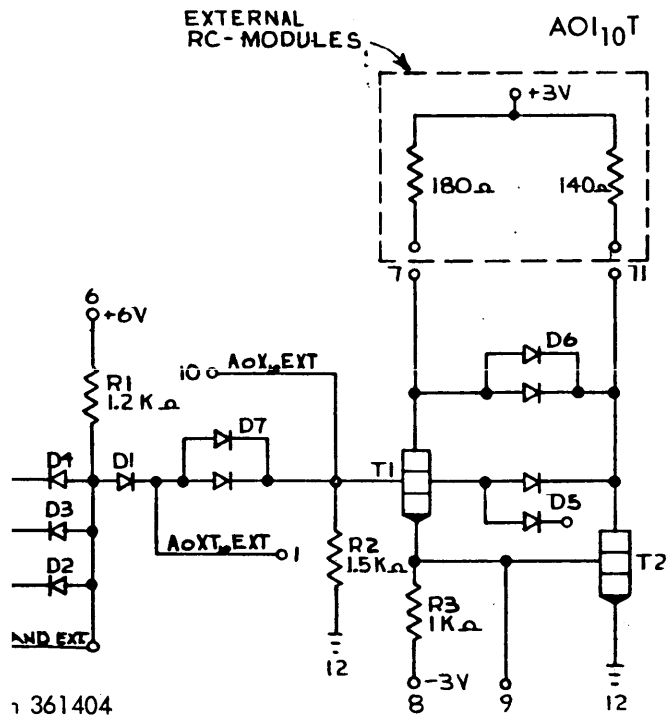 EXTERNAL
RC-MODULES
AOI10T
+3V
180Ω
140Ω
7
11
6
+6V
D6
10
AOX10EXT
R1
1.2KΩ
D7
D4
D1
T1
D3
D5
AOXT10EXT
1
R2
1.5KΩ
T2
D2
R3
1KΩ
AND EXT
12
-3V
8
9
12
361404